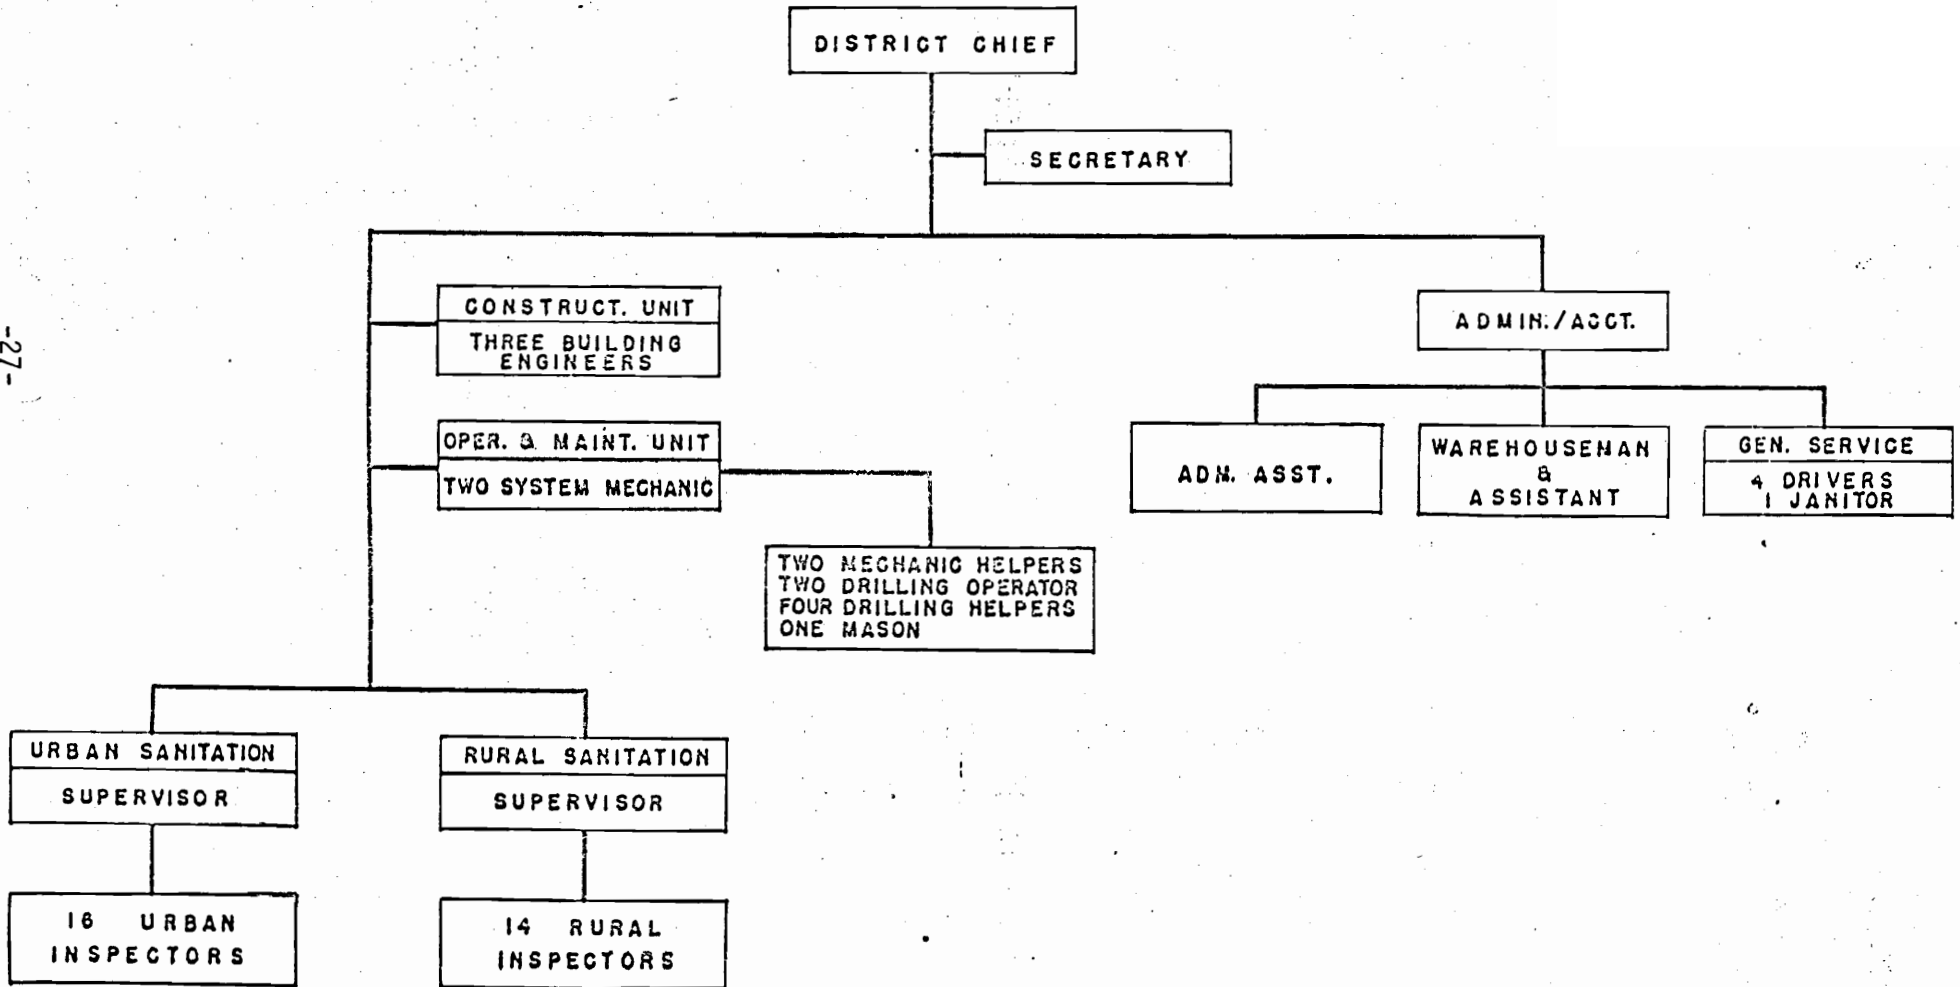 DISTRICT CHIEF
SECRETARY
CONSTRUCT. UNIT
THREE BUILDING
ENGINEERS
ADMIN./ACCT.
OPER. & MAINT. UNIT
TWO SYSTEM MECHANIC
ADM. ASST.
WAREHOUSEMAN
&
ASSISTANT
GEN. SERVICE
4 DRIVERS
1 JANITOR
TWO MECHANIC HELPERS
TWO DRILLING OPERATOR
FOUR DRILLING HELPERS
ONE MASON
URBAN SANITATION
SUPERVISOR
RURAL SANITATION
SUPERVISOR
16 URBAN
INSPECTORS
14 RURAL
INSPECTORS
-27-